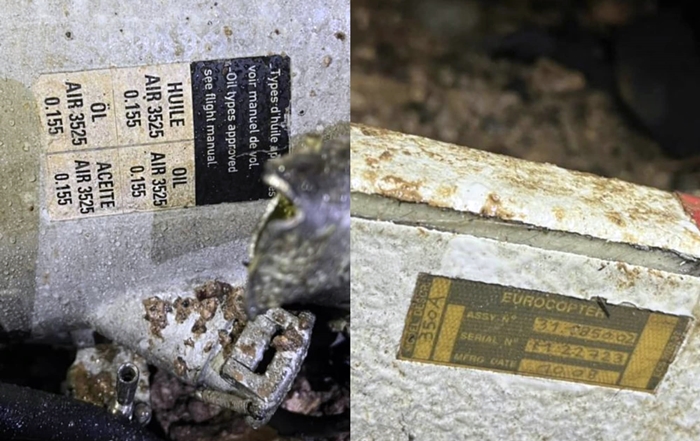 HUILE
AIR 3525
0.155
OIL
AIR 3525
0.155
ÖL
AIR 3525
0.155
ACEITE
AIR 3525
0.155
Types d'huile ap
voir manuel de vol.
-Oil types approved
see flight manual.
350A
EUROCOPTER
ASSY. N°
SERIAL N°
MFRG DATE